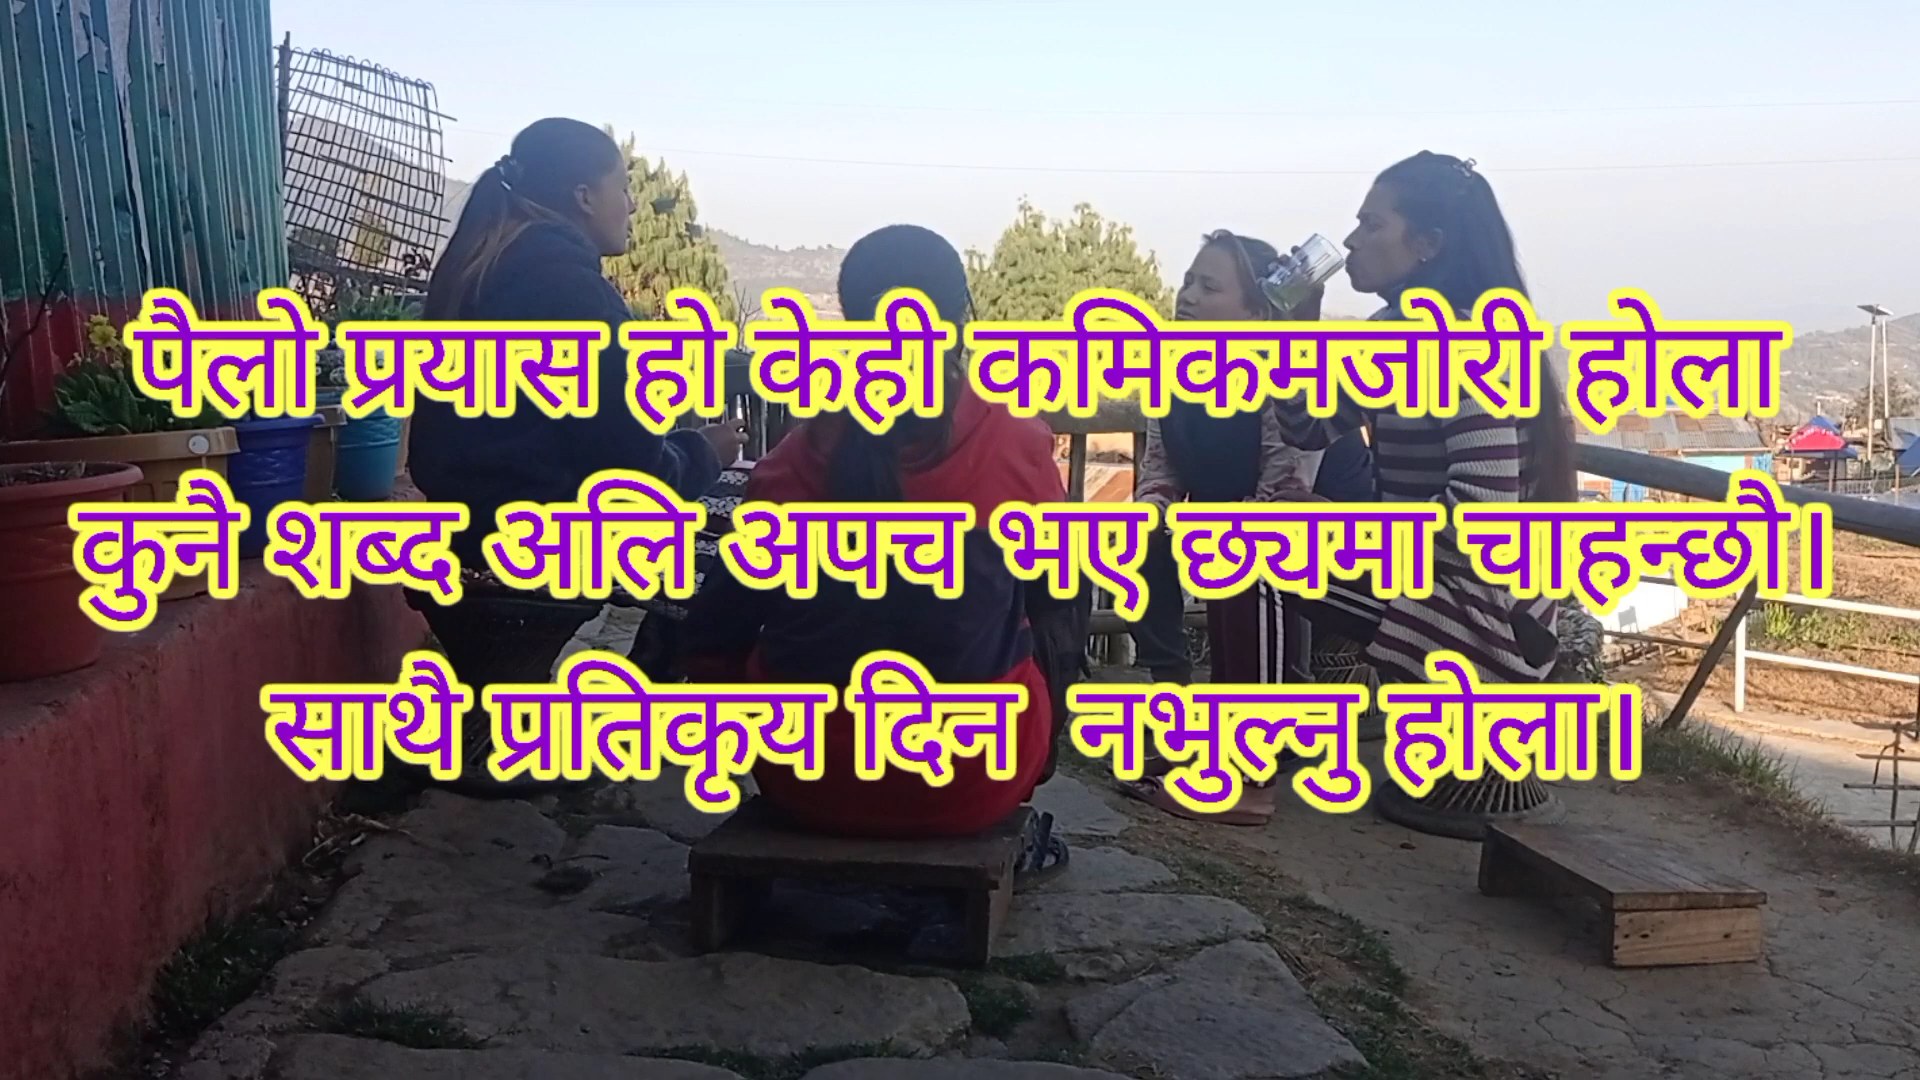 पैलो प्रयास हो केही कमिकमजोरी होला
कुनै शब्द अलि अपच भए छ्यमा चाहन्छौ।
साथै प्रतिकृय दिन नभुल्नु होला।